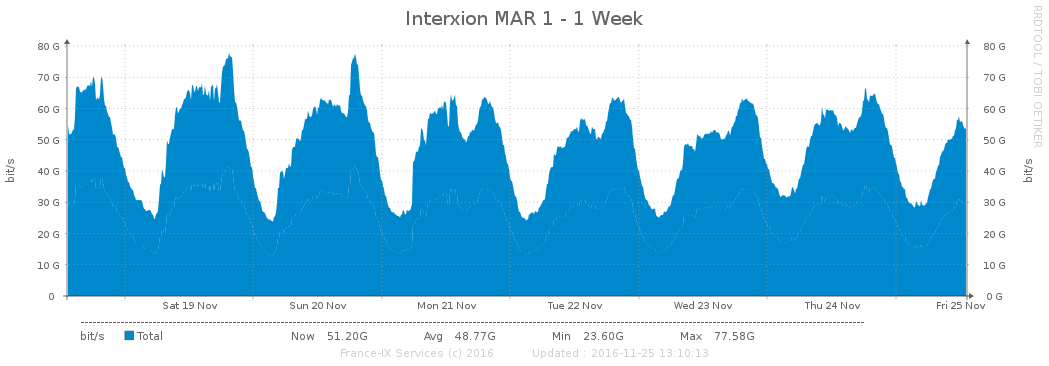 Interxion MAR 1 - 1 Week
RRDTOOL / TOBI OETIKER
80 G 80 G
70 G 70 G
60 G 60 G
50 G 50 G
40 G 40 G
30 G 30 G
20 G 20 G
10 G 10 G
0 0 G
bit/s bit/s
Sat 19 Nov Sun 20 Nov Mon 21 Nov Tue 22 Nov Wed 23 Nov Thu 24 Nov Fri 25 Nov
bit/s Total Now 51.20G Avg 48.77G Min 23.60G Max 77.58G
France-IX Services (c) 2016 Updated : 2016-11-25 13:10:13